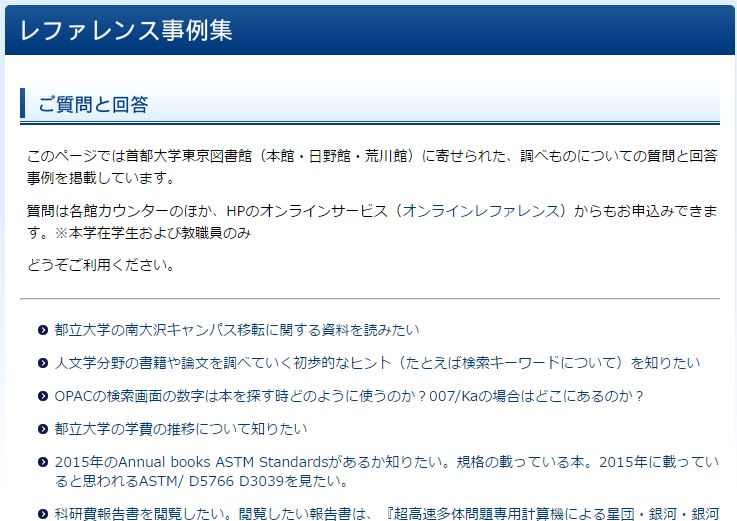 レファレンス事例集
ご質問と回答
このページでは首都大学東京図書館（本館・日野館・荒川館）に寄せられた、調べものについての質問と回答
事例を掲載しています。
質問は各館カウンターのほか、HPのオンラインサービス（オンラインレファレンス）からもお申込みできま
す。※本学在学生および教職員のみ
どうぞご利用ください。
都立大学の南大沢キャンパス移転に関する資料を読みたい
人文学分野の書籍や論文を調べていく初歩的なヒント（たとえば検索キーワードについて）を知りたい
OPACの検索画面の数字は本を探す時どのように使うのか？007/Kaの場合はどこにあるのか？
都立大学の学費の推移について知りたい
2015年のAnnual books ASTM Standardsがあるか知りたい。規格の載っている本。2015年に載ってい
ると思われるASTM/ D5766 D3039を見たい。
科研費報告書を閲覧したい。閲覧したい報告書は、『超高速多体問題専用計算機による星団・銀河・銀河